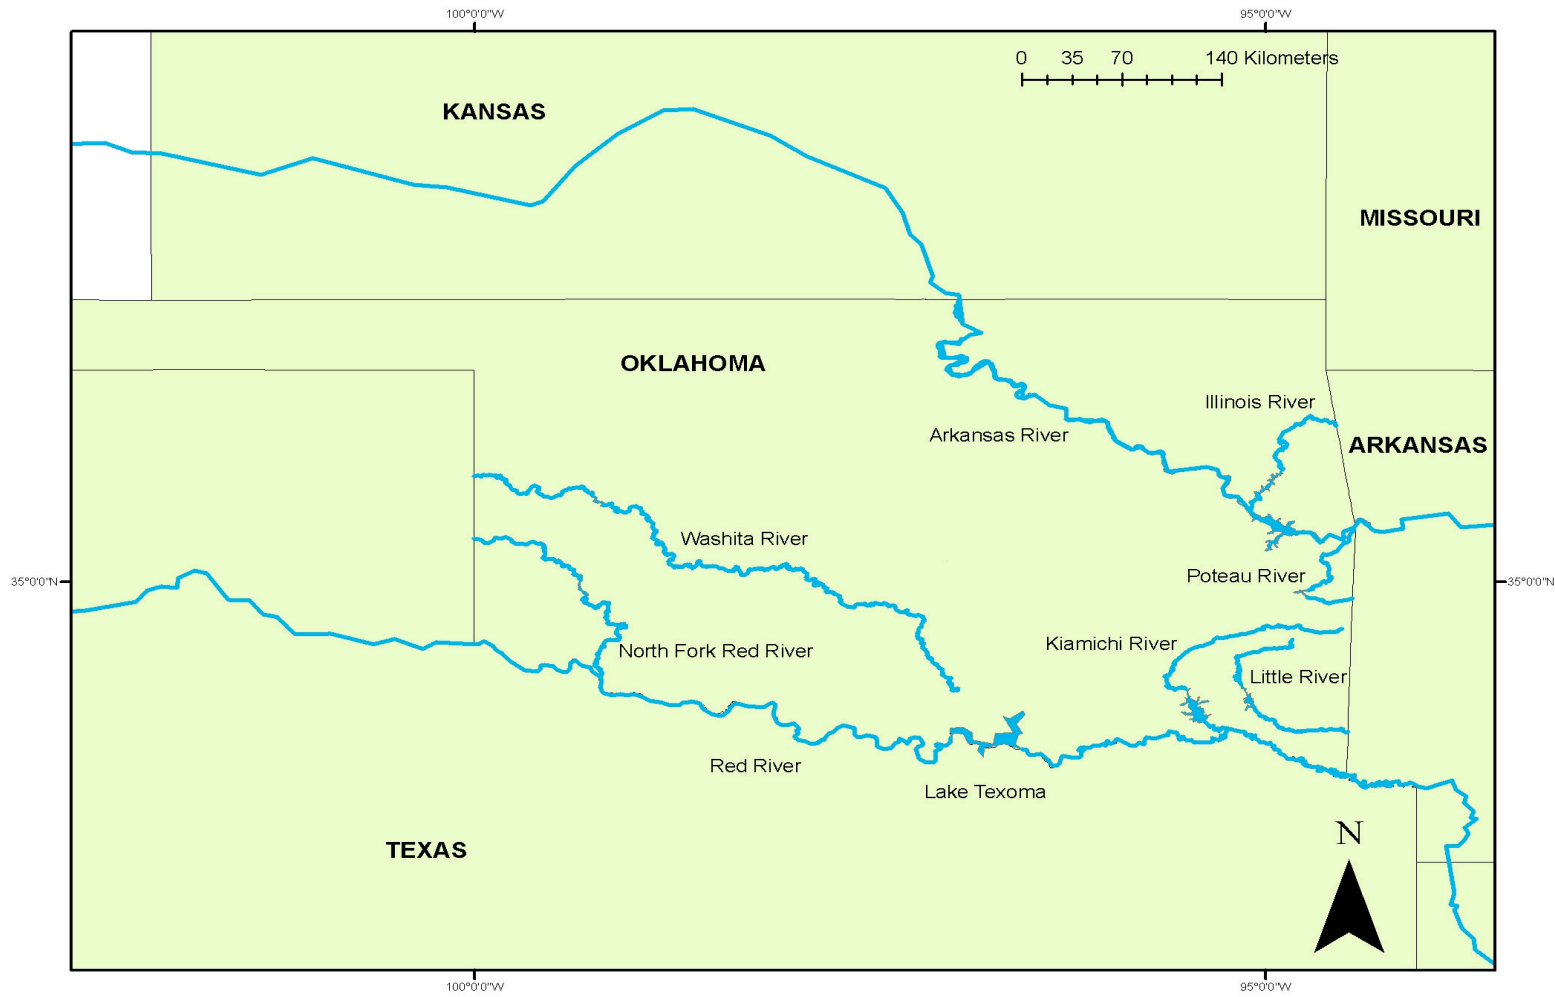 100°0'0"W
95°0'0"W
0 35 70 140 Kilometers
KANSAS
MISSOURI
OKLAHOMA
Illinois River
Arkansas River
ARKANSAS
Washita River
Poteau River
35°0'0"N
35°0'0"N
Kiamichi River
North Fork Red River
Little River
Red River
Lake Texoma
N
TEXAS
100°0'0"W
95°0'0"W